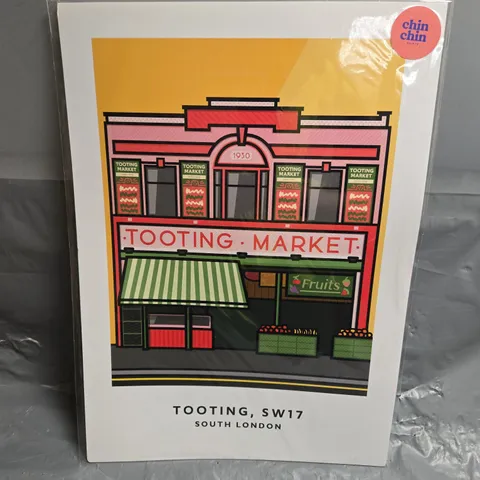 chin
chin
1930
TOOTING
MARKET
TOOTING
MARKET
TOOTING
MARKET
TOOTING
MARKET
TOOTING · MARKET
Fruits
TOOTING, SW17
SOUTH LONDON